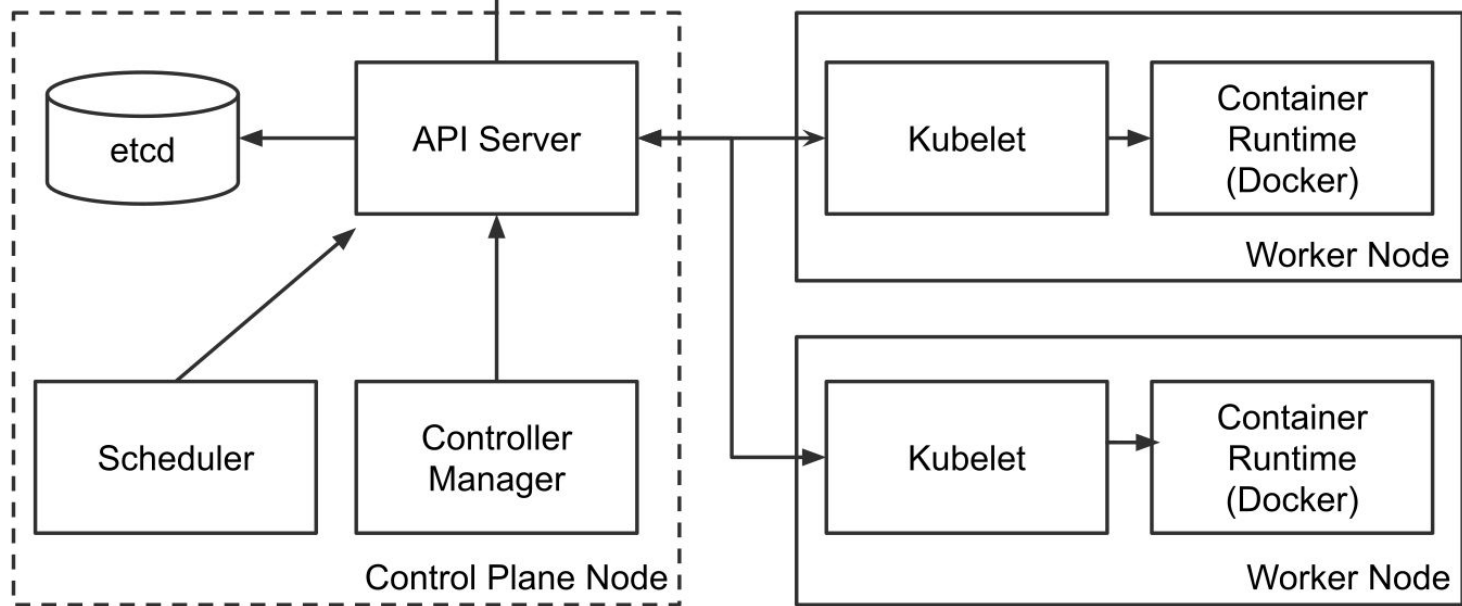 etcd
API Server
Scheduler
Controller
Manager
Control Plane Node
Kubelet
Container
Runtime
(Docker)
Worker Node
Kubelet
Container
Runtime
(Docker)
Worker Node